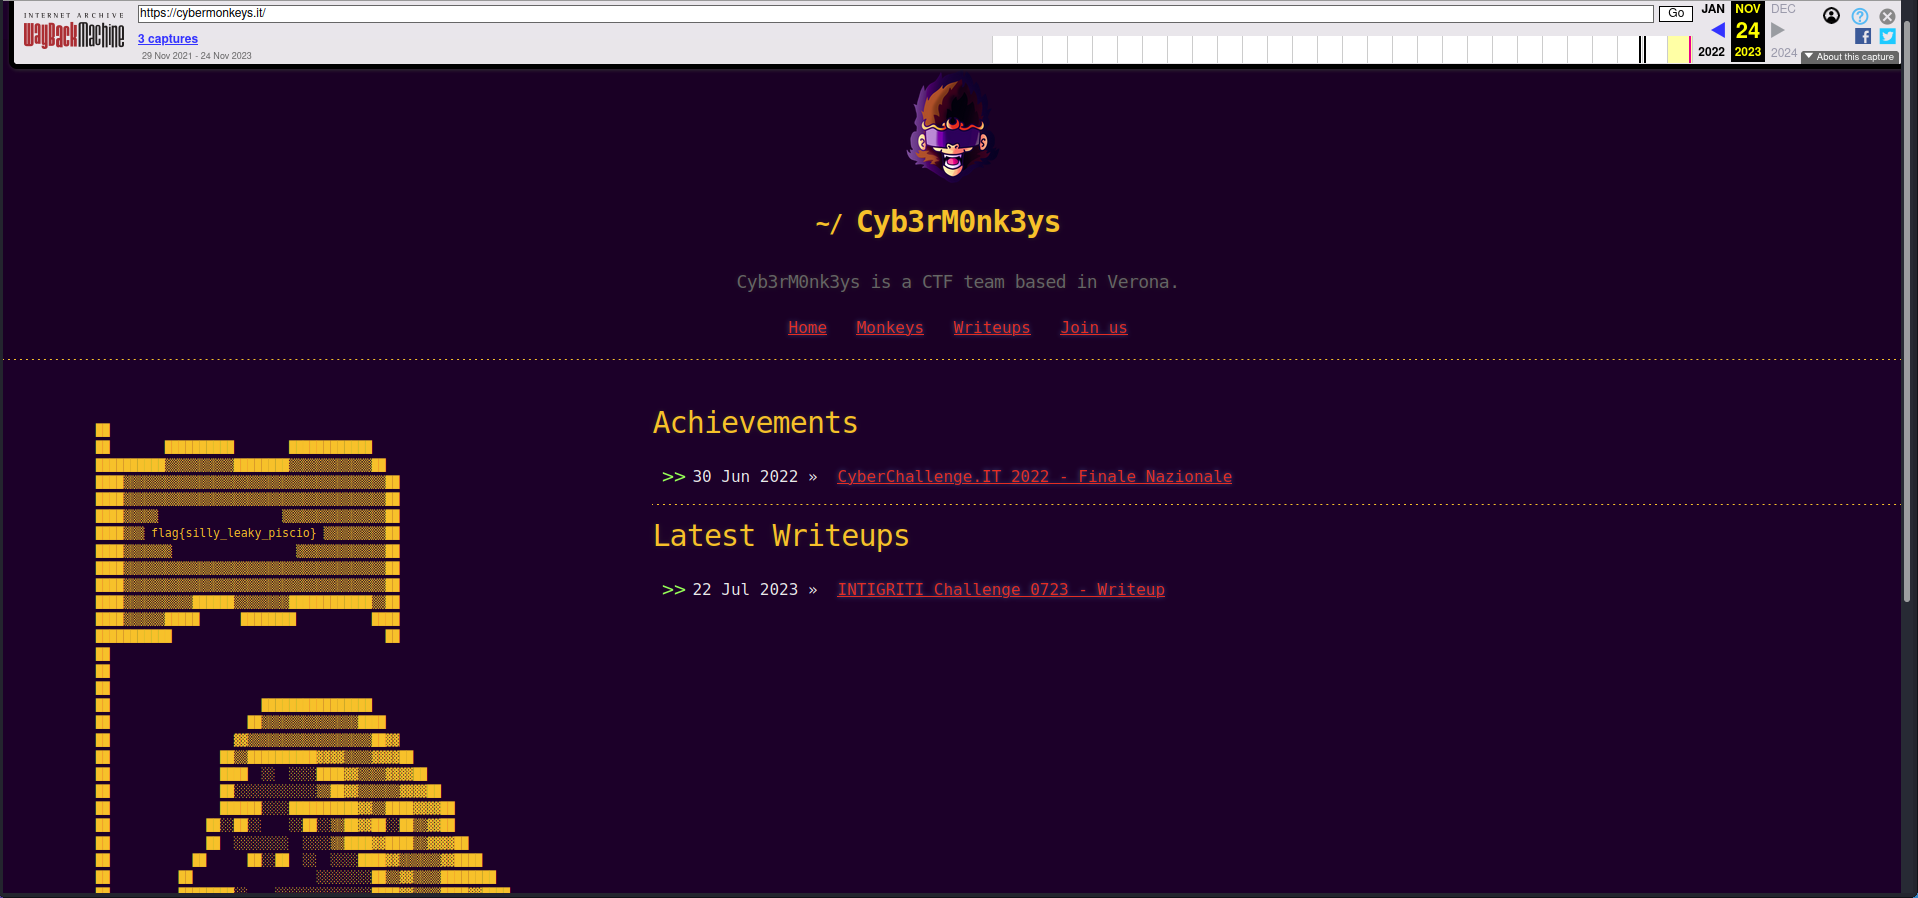 INTERNET ARCHIVE
WayBackMachine
https://cybermonkeys.it/
Go
JAN
NOV
DEC
3 captures
24
29 Nov 2021 - 24 Nov 2023
2022
2023
2024
About this capture
~/ Cyb3rM0nk3ys
Cyb3rM0nk3ys is a CTF team based in Verona.
Home Monkeys Writeups Join us
flag{silly_leaky_piscio}
Achievements
>> 30 Jun 2022 » CyberChallenge.IT 2022 - Finale Nazionale
Latest Writeups
>> 22 Jul 2023 » INTIGRITI Challenge 0723 - Writeup